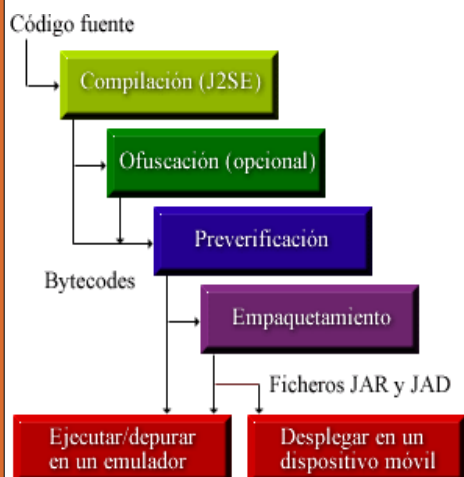 Código fuente
Compilación (J2SE)
Ofuscación (opcional)
Preverificación
Bytecodes
Empaquetamiento
Ficheros JAR y JAD
Ejecutar/depurar
en un emulador
Desplegar en un
dispositivo móvil